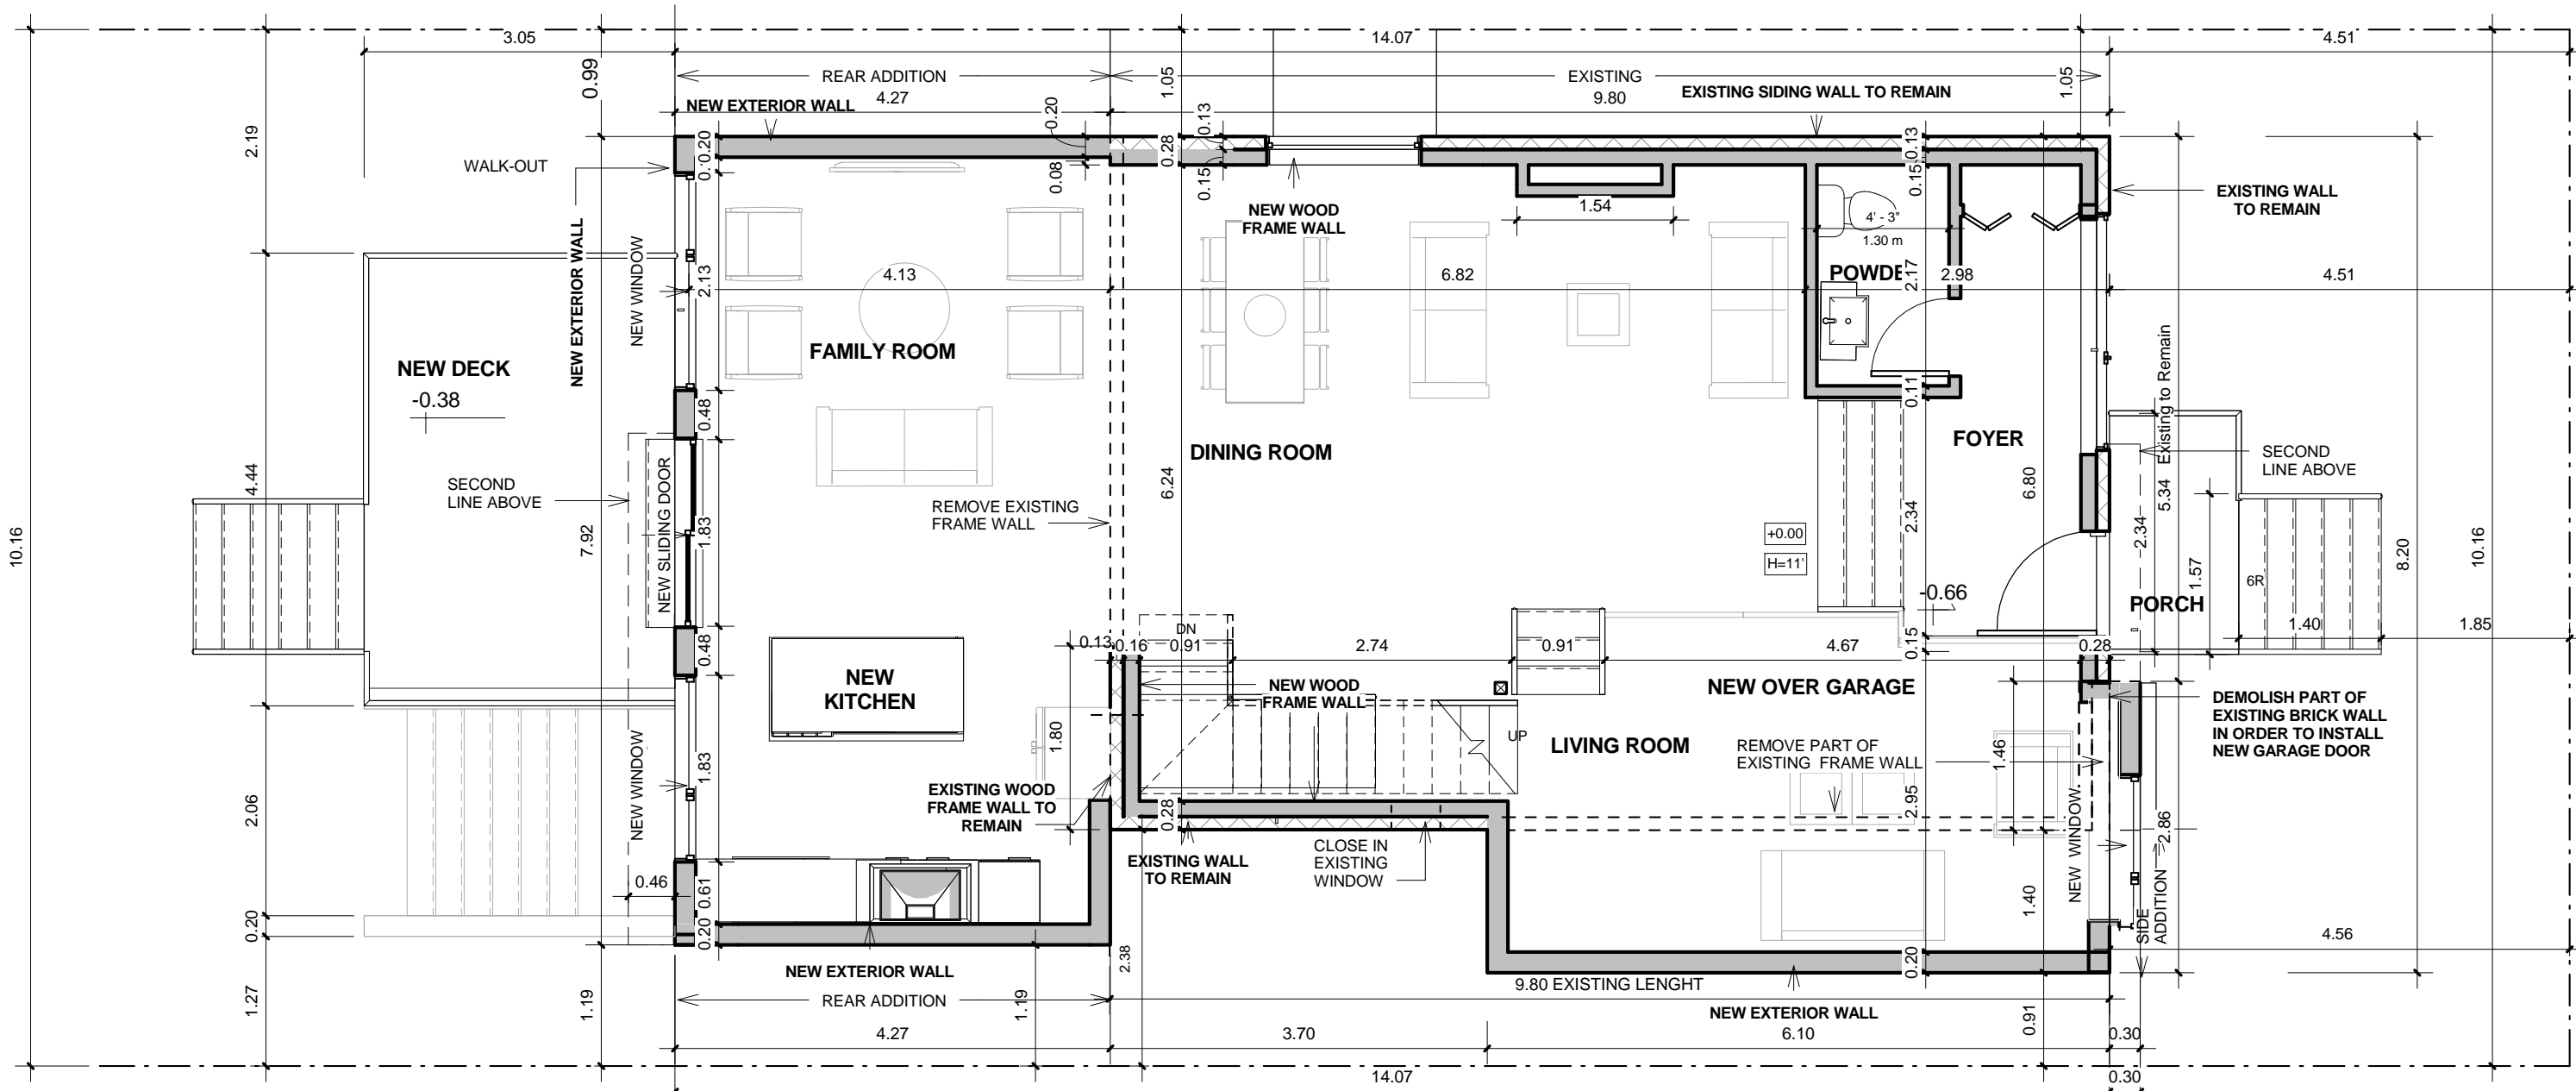 3.05
14.07
4.51
REAR ADDITION
EXISTING
4.27
9.80
0.99
1.05
1.05
NEW EXTERIOR WALL
EXISTING SIDING WALL TO REMAIN
2.19
WALK-OUT
0.20
0.20
0.13
0.28
0.08
0.15
0.13
0.15
NEW EXTERIOR WALL
NEW WINDOW
NEW WOOD
FRAME WALL
1.54
4' - 3"
1.30 m
EXISTING WALL
TO REMAIN
2.13
4.13
6.82
2.17
2.98
4.51
FAMILY ROOM
NEW DECK
-0.38
0.48
DINING ROOM
0.11
FOYER
5.34 Existing to Remain
SECOND
LINE ABOVE
SECOND
LINE ABOVE
4.44
10.16
7.92
NEW SLIDING DOOR
1.83
REMOVE EXISTING
FRAME WALL
6.24
2.34
6.80
2.34
1.57
8.20
10.16
+0.00
H=11'
-0.66
6R
PORCH
1.40
1.85
0.48
DN
0.13
0.16
0.91
2.74
0.91
4.67
0.15
0.28
NEW
KITCHEN
NEW WOOD
FRAME WALL
NEW OVER GARAGE
DEMOLISH PART OF
EXISTING BRICK WALL
IN ORDER TO INSTALL
NEW GARAGE DOOR
NEW WINDOW
1.83
1.80
UP
LIVING ROOM
REMOVE PART OF
EXISTING FRAME WALL
1.46
EXISTING WOOD
FRAME WALL TO
REMAIN
0.28
2.95
NEW WINDOW
2.86
2.06
EXISTING WALL
TO REMAIN
CLOSE IN
EXISTING
WINDOW
0.46
0.61
1.40
0.20
0.20
SIDE
ADDITION
4.56
NEW EXTERIOR WALL
2.38
0.20
REAR ADDITION
9.80 EXISTING LENGHT
NEW EXTERIOR WALL
1.27
1.19
1.19
0.91
4.27
3.70
6.10
0.30
14.07
0.30